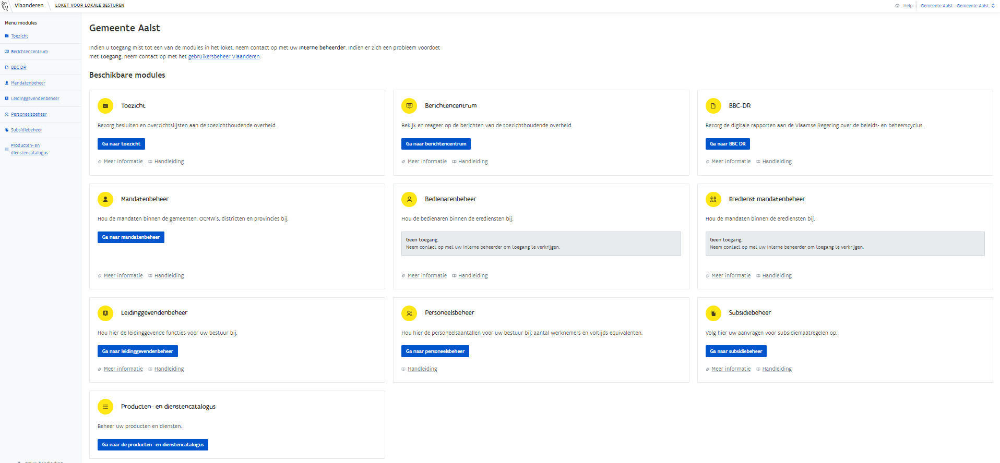 Vlaanderen
LOKET VOOR LOKALE BESTUREN
Help
Gemeente Aalst - Gemeente Aalst
Menu modules
Toezicht
Berichtencentrum
BBC DR
Mandatenbeheer
Leidinggevendenbeheer
Personeelsbeheer
Subsidiebeheer
Producten- en
dienstencatalogus
Bekijk handleiding
Gemeente Aalst
Indien u toegang mist tot een van de modules in het loket, neem contact op met uw interne beheerder. Indien er zich een probleem voordoet
met toegang, neem contact op met het gebruikersbeheer Vlaanderen.
Beschikbare modules
Toezicht
Bezorg besluiten en overzichtslijsten aan de toezichthoudende overheid.
Ga naar toezicht
Meer informatie Handleiding
Berichtencentrum
Bekijk en reageer op de berichten van de toezichthoudende overheid.
Ga naar berichtencentrum
Meer informatie Handleiding
BBC-DR
Bezorg de digitale rapporten aan de Vlaamse Regering over de beleids- en beheerscyclus.
Ga naar BBC DR
Meer informatie Handleiding
Mandatenbeheer
Hou de mandaten binnen de gemeenten, OCMW's, districten en provincies bij.
Ga naar mandatenbeheer
Meer informatie Handleiding
Bedienarenbeheer
Hou de bedienaren binnen de erediensten bij.
Geen toegang.
Neem contact op met uw interne beheerder om toegang te verkrijgen.
Meer informatie Handleiding
Eredienst mandatenbeheer
Hou de mandaten binnen de erediensten bij.
Geen toegang.
Neem contact op met uw interne beheerder om toegang te verkrijgen.
Meer informatie Handleiding
Leidinggevendenbeheer
Hou hier de leidinggevende functies voor uw bestuur bij.
Ga naar leidinggevendenbeheer
Meer informatie Handleiding
Personeelsbeheer
Hou hier de personeelsaantallen voor uw bestuur bij: aantal werknemers en voltijds equivalenten.
Ga naar personeelsbeheer
Handleiding
Subsidiebeheer
Volg hier uw aanvragen voor subsidiemaatregelen op.
Ga naar subsidiebeheer
Meer informatie Handleiding
Producten- en dienstencatalogus
Beheer uw producten en diensten.
Ga naar de producten- en dienstencatalogus